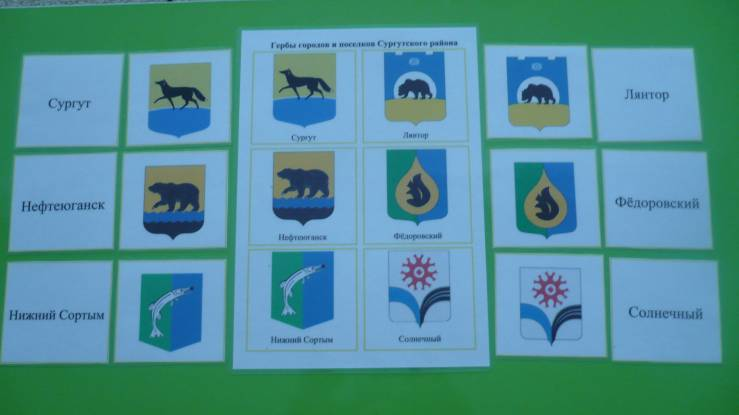 Гербы городов и поселков Сургутского района
Сургут
Лянтор
Нефтеюганск
Фёдоровский
Нижний Сортым
Солнечный
Сургут
Лянтор
Нефтеюганск
Фёдоровский
Нижний Сортым
Солнечный